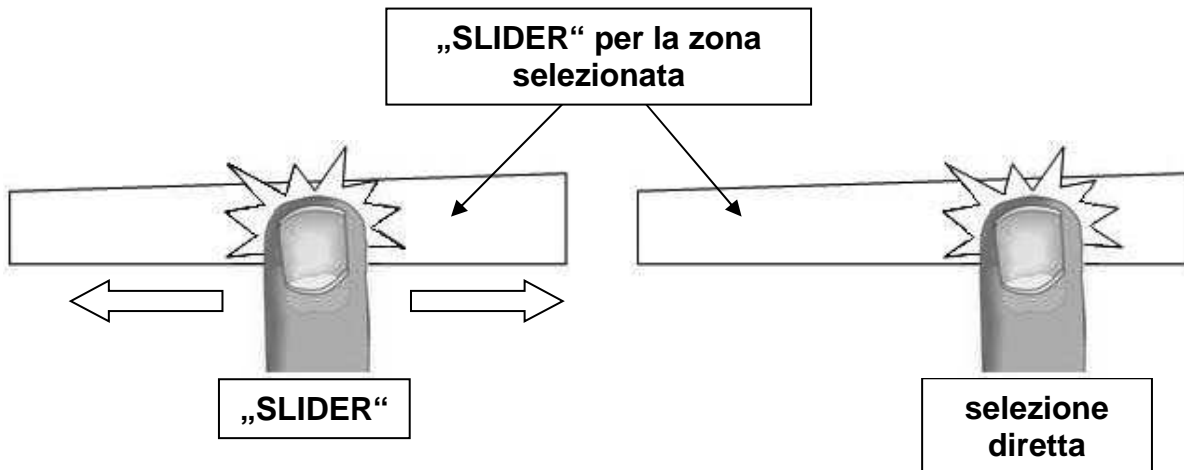 „SLIDER“ per la zona
selezionata
„SLIDER“
selezione
diretta